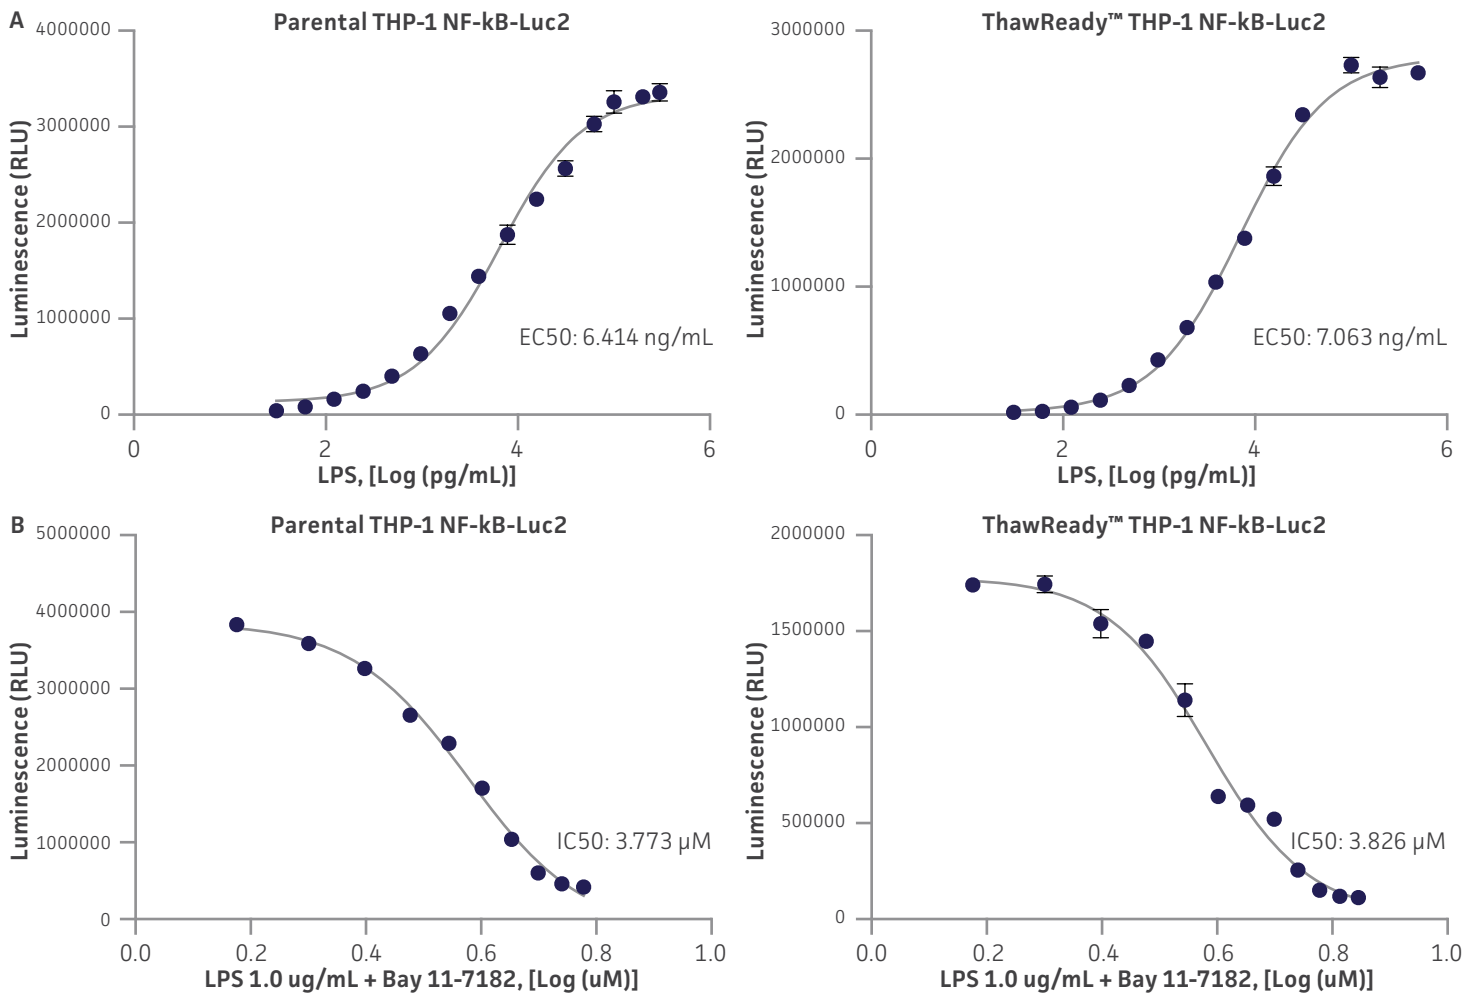 A
Parental THP-1 NF-kB-Luc2
Luminescence (RLU)
4000000
3000000
2000000
1000000
0
EC50: 6.414 ng/mL
0 2 4 6
LPS, [Log (pg/mL)]
ThawReady™ THP-1 NF-kB-Luc2
Luminescence (RLU)
3000000
2000000
1000000
0
EC50: 7.063 ng/mL
0 2 4 6
LPS, [Log (pg/mL)]
B
Parental THP-1 NF-kB-Luc2
Luminescence (RLU)
5000000
4000000
3000000
2000000
1000000
0
IC50: 3.773 µM
0.0 0.2 0.4 0.6 0.8 1.0
LPS 1.0 ug/mL + Bay 11-7182, [Log (uM)]
ThawReady™ THP-1 NF-kB-Luc2
Luminescence (RLU)
2000000
1500000
1000000
500000
0
IC50: 3.826 µM
0.0 0.2 0.4 0.6 0.8 1.0
LPS 1.0 ug/mL + Bay 11-7182, [Log (uM)]